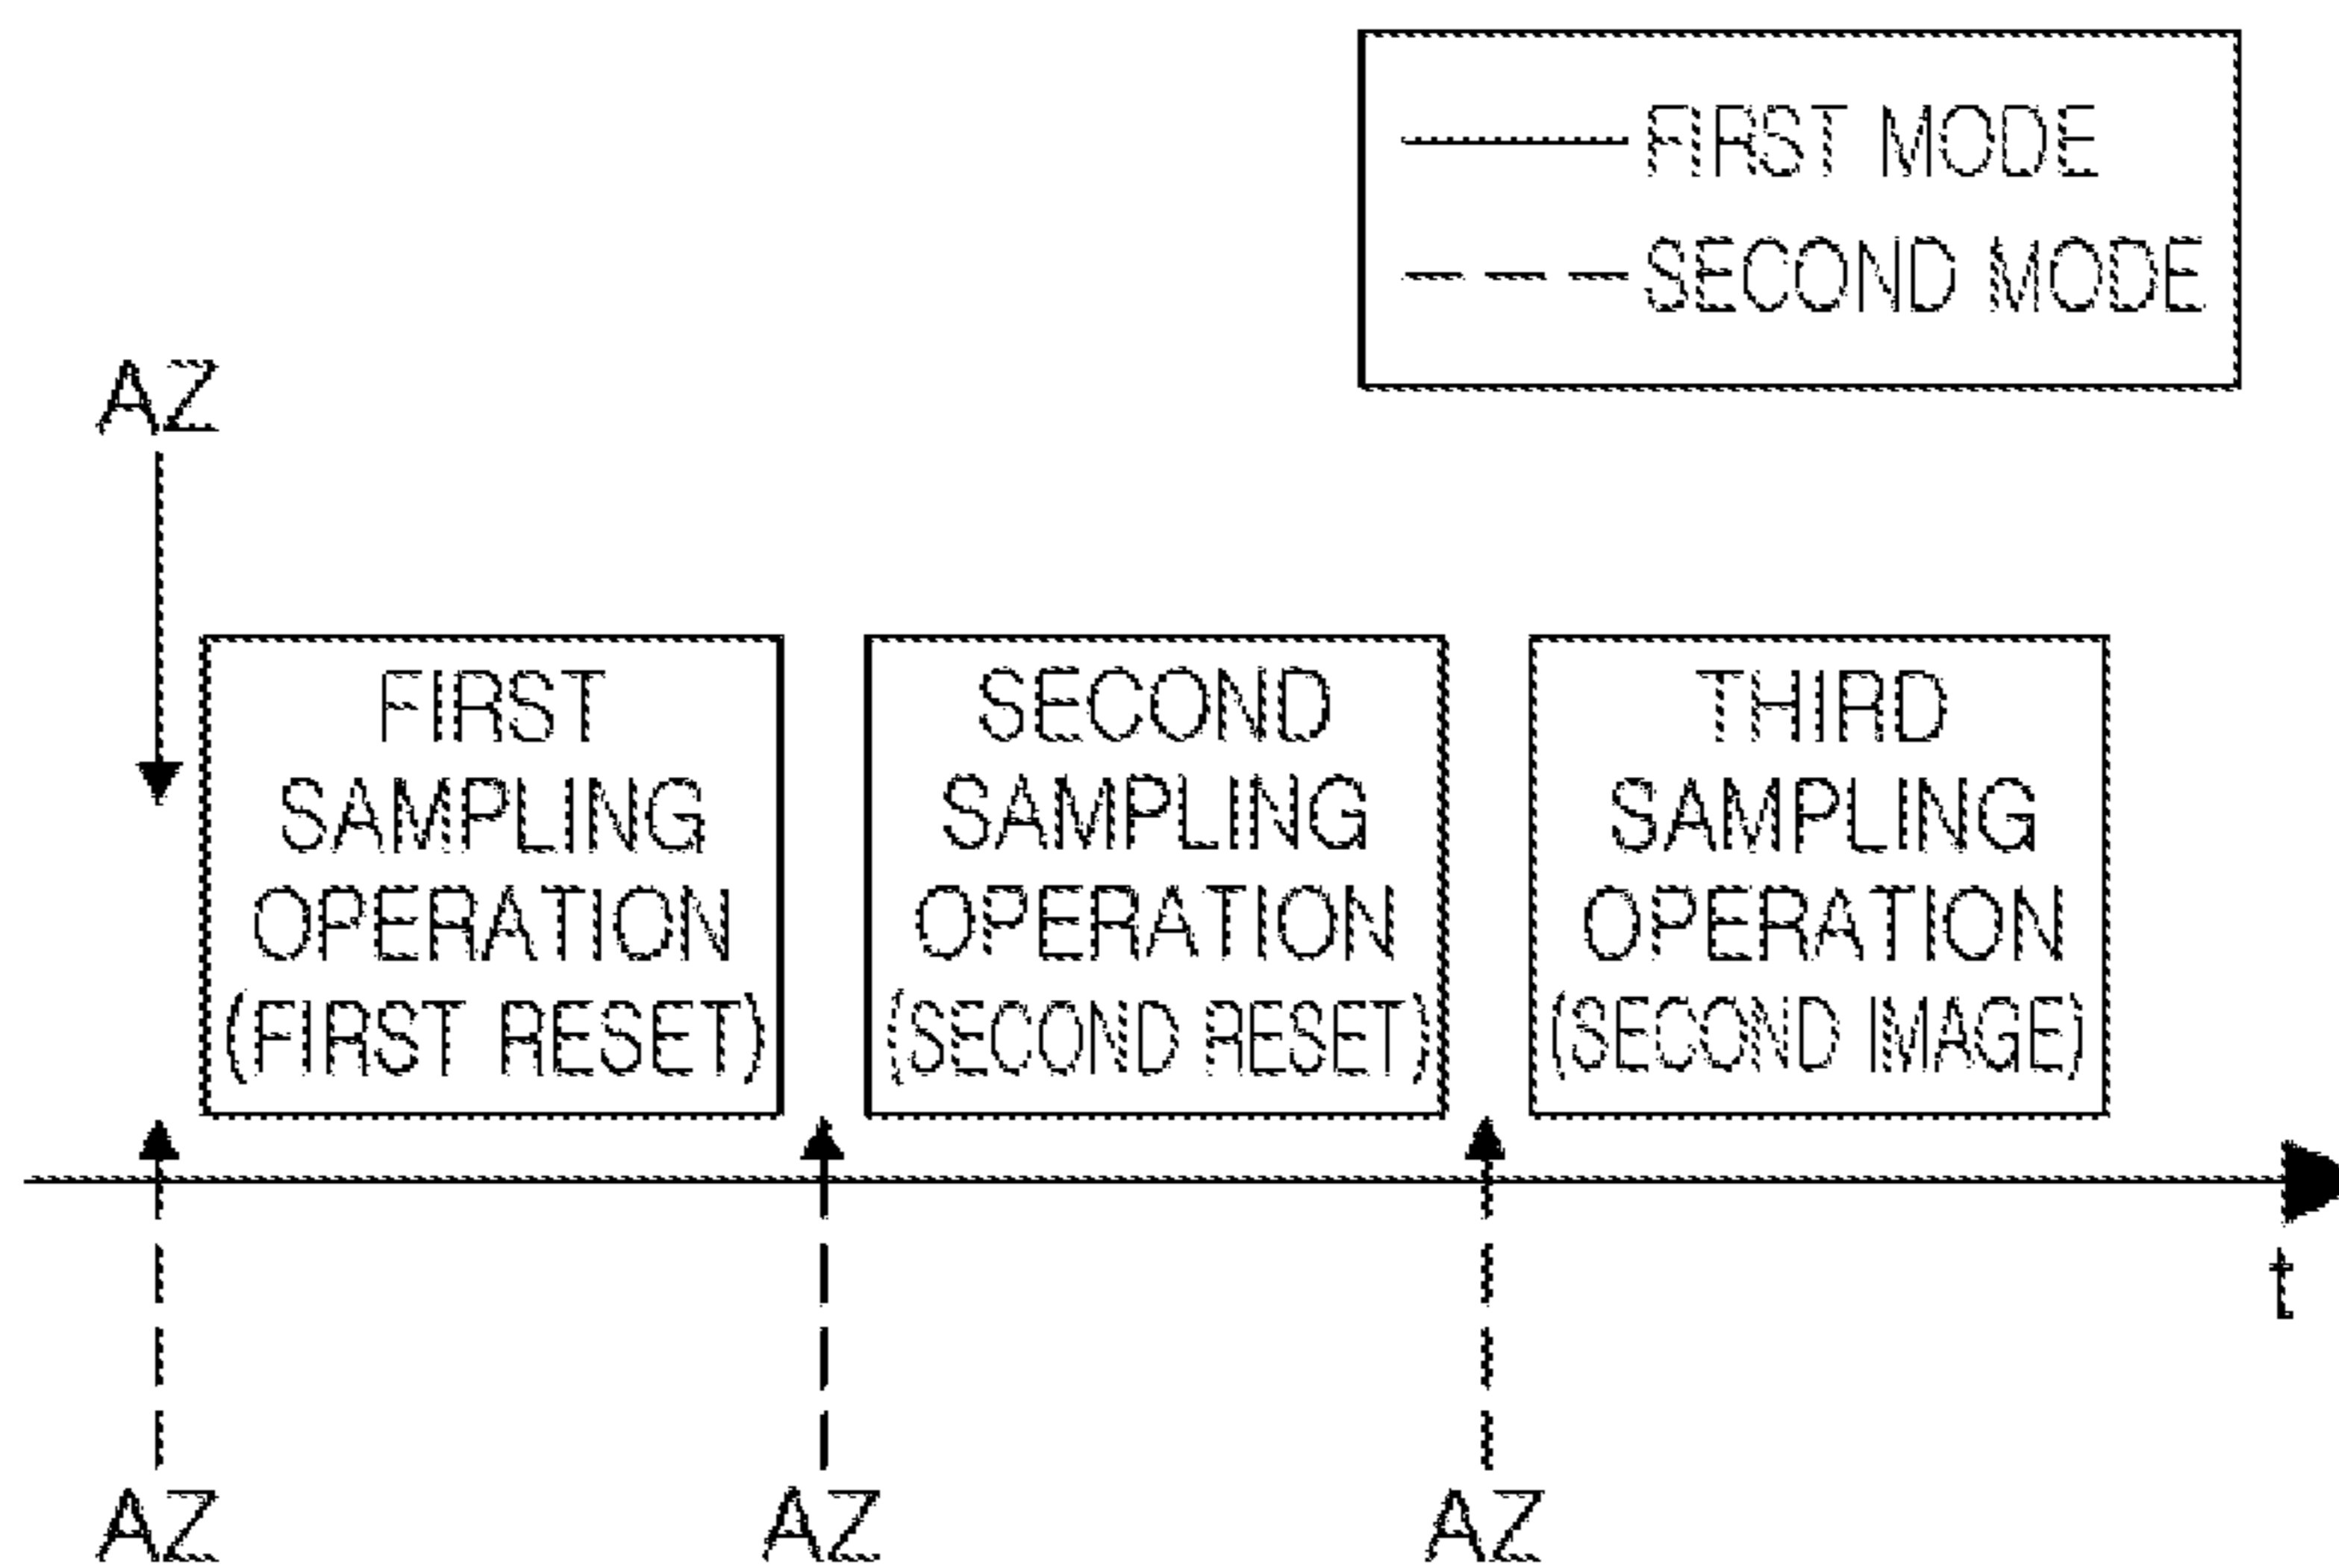 FIRST MODE
SECOND MODE
AZ
FIRST
SAMPLING
OPERATION
(FIRST RESET)
SECOND
SAMPLING
OPERATION
(SECOND RESET)
THIRD
SAMPLING
OPERATION
(SECOND IMAGE)
t
AZ
AZ
AZ